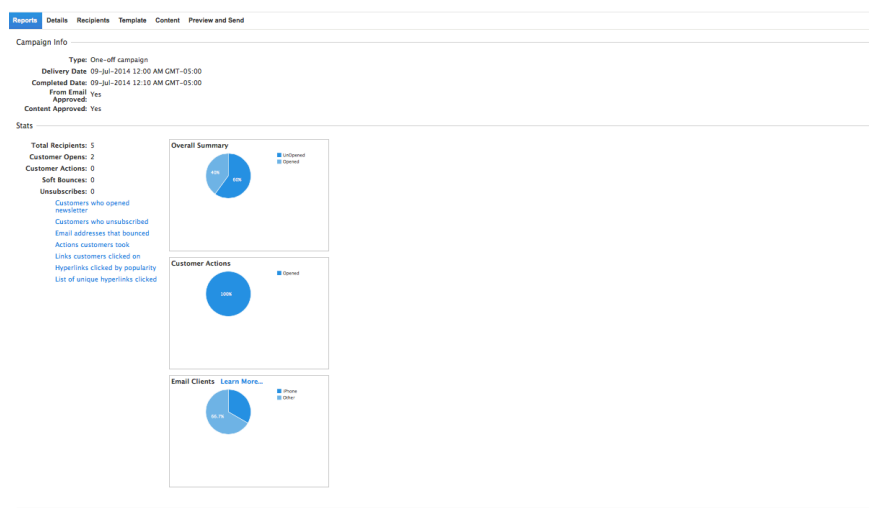 Reports Details Recipients Template Content Preview and Send
Campaign Info
Type: One-off campaign
Delivery Date 09-Jul-2014 12:00 AM GMT-05:00
Completed Date: 09-Jul-2014 12:10 AM GMT-05:00
From Email Approved: Yes
Content Approved: Yes
Stats
Total Recipients: 5
Customer Opens: 2
Customer Actions: 0
Soft Bounces: 0
Unsubscribes: 0
Customers who opened
newsletter
Customers who unsubscribed
Email addresses that bounced
Actions customers took
Links customers clicked on
Hyperlinks clicked by popularity
List of unique hyperlinks clicked
Overall Summary
UnOpened
Opened
40%
60%
Customer Actions
Opened
100%
Email Clients Learn More...
iPhone
Other
66.7%